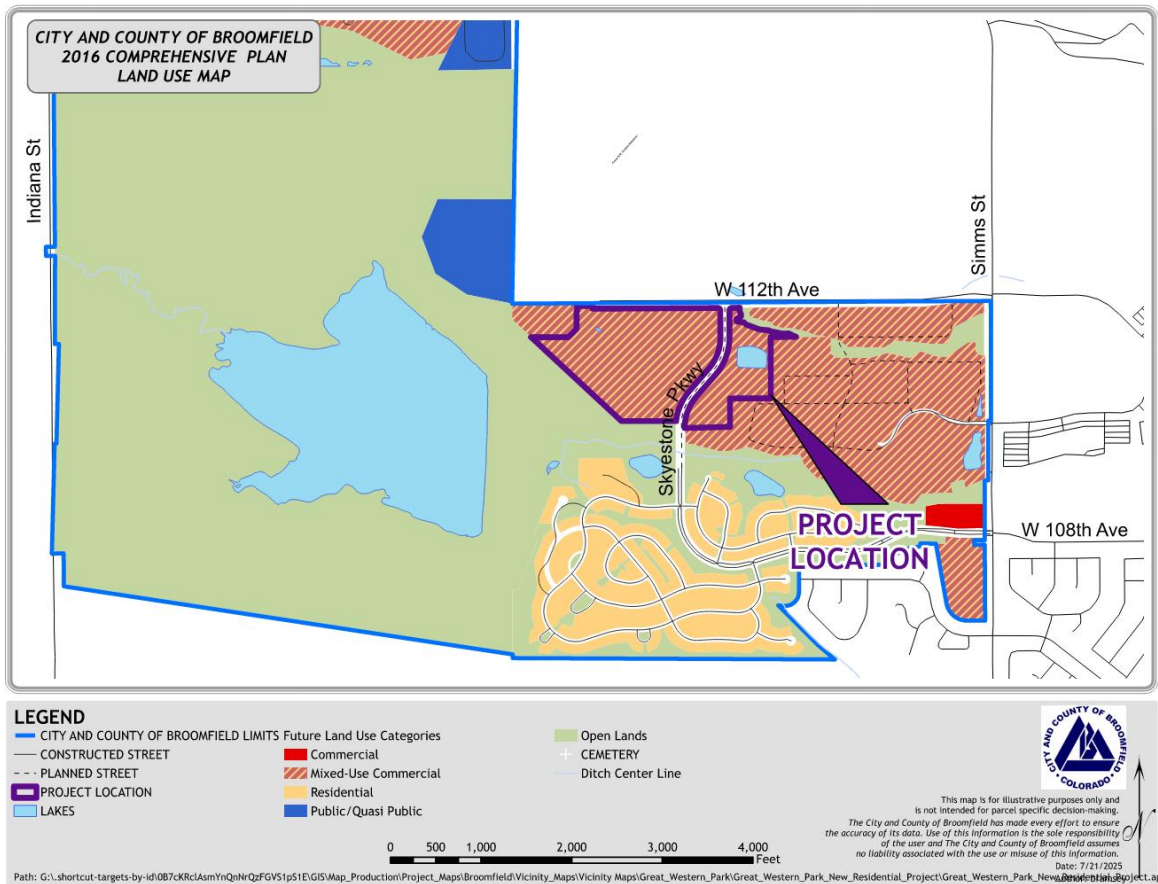 CITY AND COUNTY OF BROOMFIELD
2016 COMPREHENSIVE PLAN
LAND USE MAP
Indiana St
Simms St
W 112th Ave
Skyestone Pkwy
PROJECT
LOCATION
W 108th Ave
LEGEND
CITY AND COUNTY OF BROOMFIELD LIMITS
CONSTRUCTED STREET
PLANNED STREET
PROJECT LOCATION
LAKES
Future Land Use Categories
Commercial
Mixed-Use Commercial
Residential
Public/Quasi Public
Open Lands
CEMETERY
Ditch Center Line
0 500 1,000 2,000 3,000 4,000
Feet
CITY AND COUNTY OF BROOMFIELD
COLORADO
N
This map is for illustrative purposes only and
is not intended for parcel specific decision-making.
The City and County of Broomfield has made every effort to ensure
the accuracy of its data. Use of this information is the sole responsibility
of the user and The City and County of Broomfield assumes
no liability associated with the use or misuse of this information.
Date: 7/21/2025